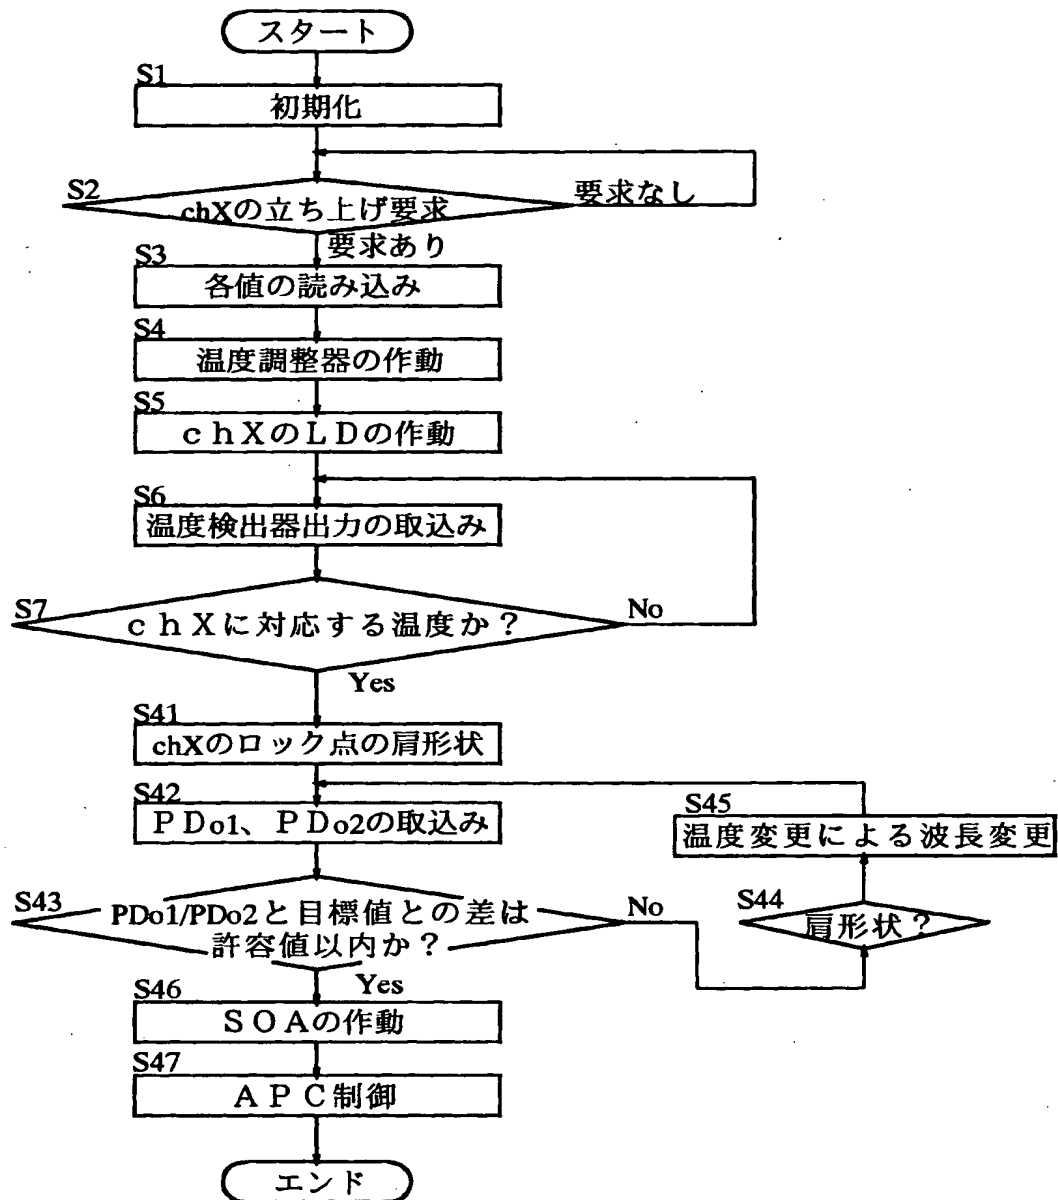 スタート
S1
初期化
S2
chXの立ち上げ要求
要求なし
要求あり
S3
各値の読み込み
S4
温度調整器の作動
S5
ｃｈＸのＬＤの作動
S6
温度検出器出力の取込み
S7
ｃｈＸに対応する温度か？
No
Yes
S41
chXのロック点の肩形状
S42
ＰＤo1、ＰＤo2の取込み
S43
PDo1/PDo2と目標値との差は
許容値以内か？
No
Yes
S44
肩形状？
S45
温度変更による波長変更
S46
ＳＯＡの作動
S47
ＡＰＣ制御
エンド